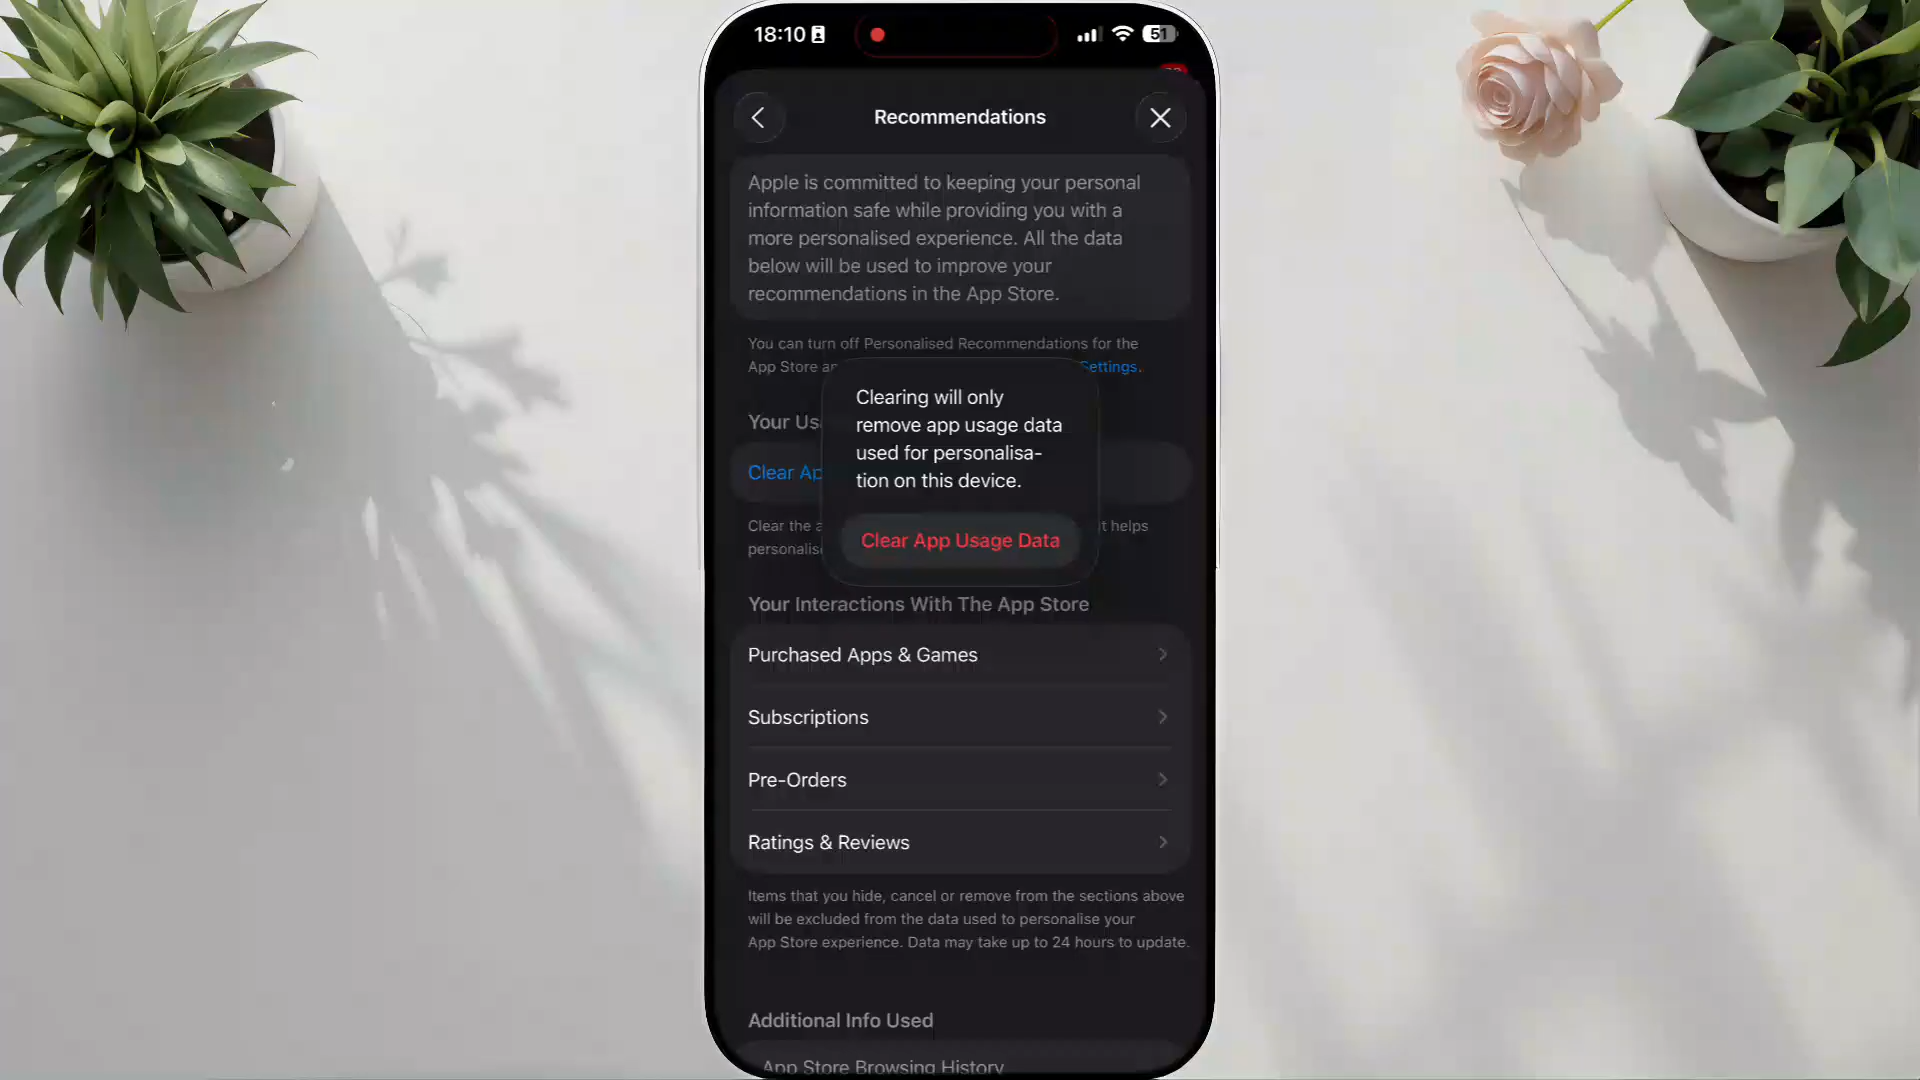 18:10
51
Recommendations
Apple is committed to keeping your personal
information safe while providing you with a
more personalised experience. All the data
below will be used to improve your
recommendations in the App Store.
You can turn off Personalised Recommendations for the
App Store
Settings.
Your
Clear
Clear the
helps
Clearing will only
remove app usage data
used for personalisa-
tion on this device.
Clear App Usage Data
Your Interactions With The App Store
Purchased Apps & Games
Subscriptions
Pre-Orders
Ratings & Reviews
Items that you hide, cancel or remove from the sections above
will be excluded from the data used to personalise your
App Store experience. Data may take up to 24 hours to update.
Additional Info Used
App Store Browsing History